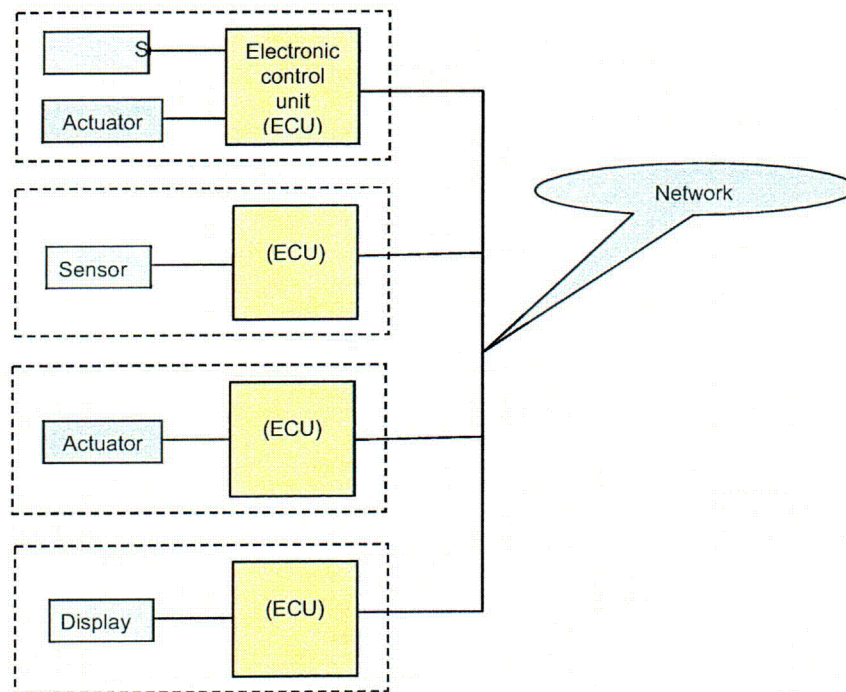 S
Electronic
control
unit
(ECU)
Actuator
Network
(ECU)
Sensor
(ECU)
Actuator
(ECU)
Display